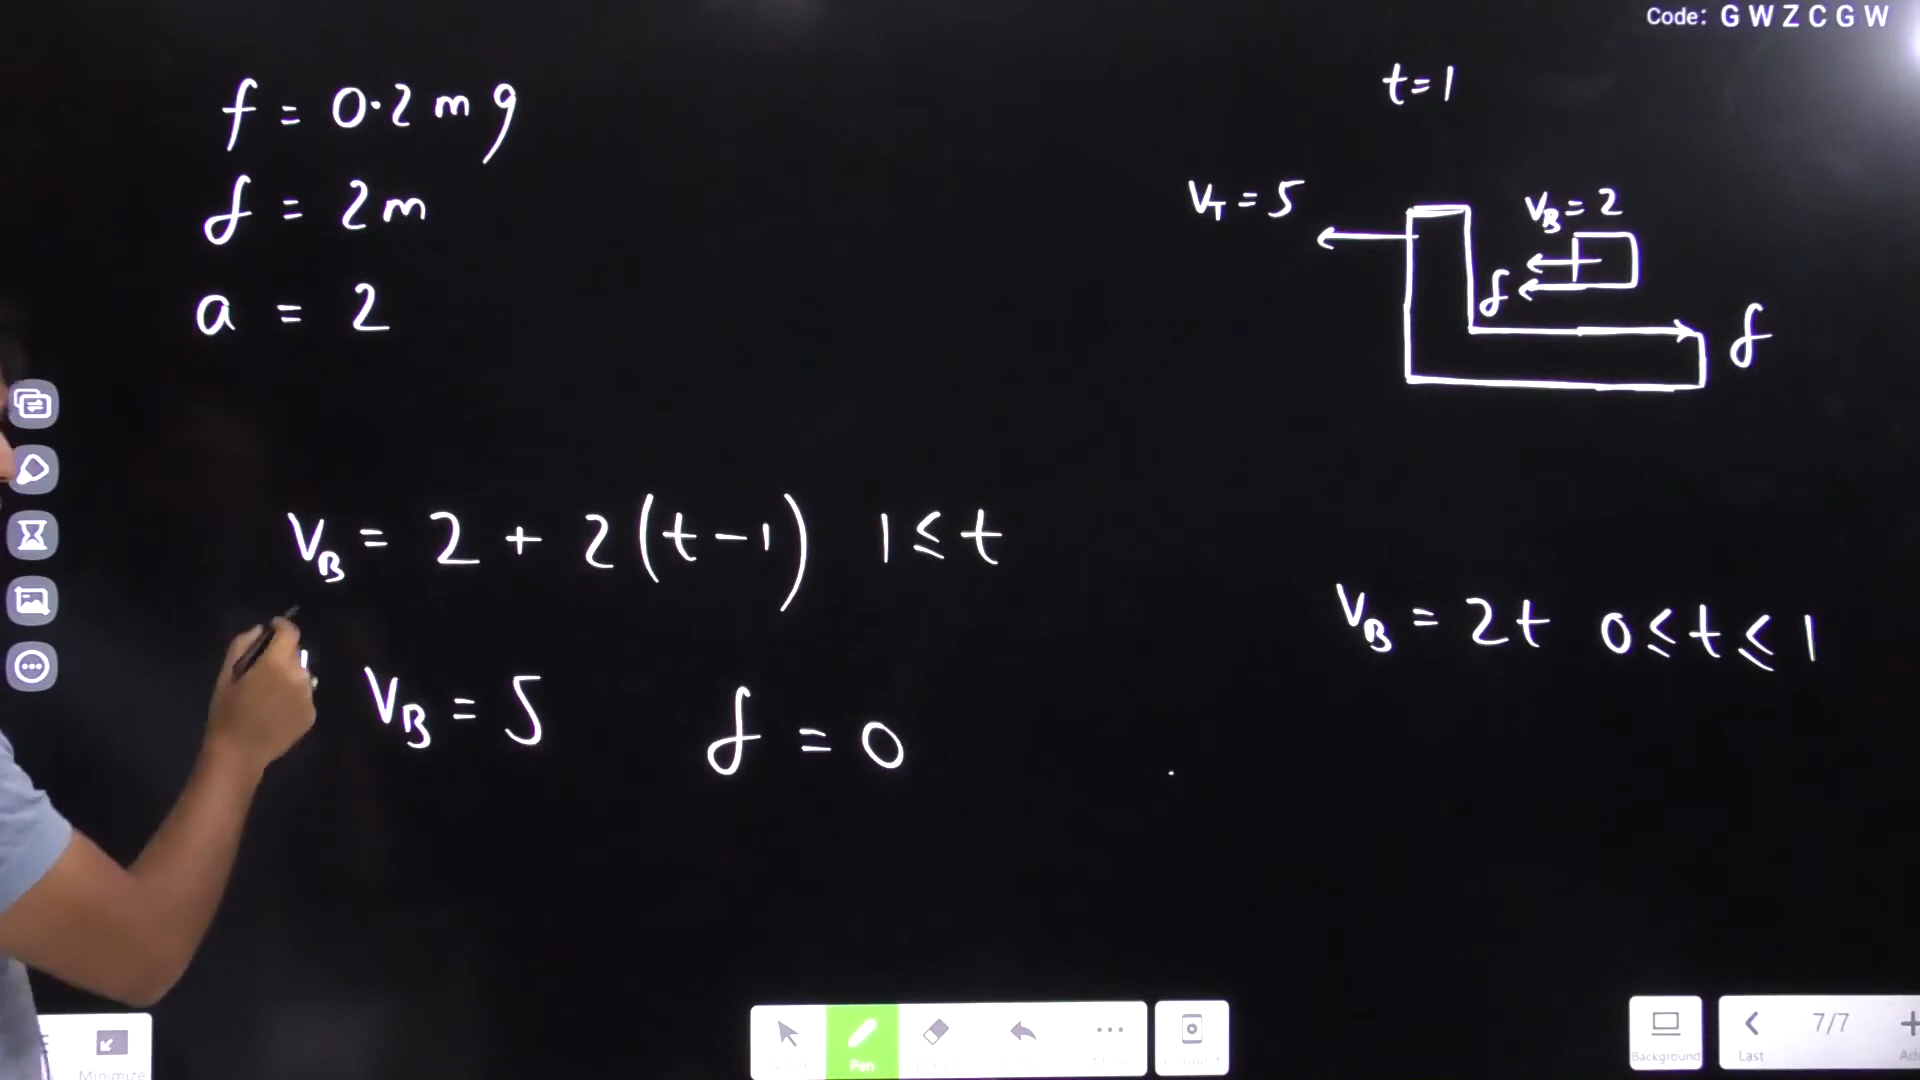 Code: GWZCGW
f = 0.2 mg
f = 2m
a = 2
t=1
V_T = 5
V_B = 2
f
f
V_B = 2 + 2(t-1) 1 ≤ t
V_B = 2t 0 ≤ t ≤ 1
V_B = 5 f = 0
Minimize
Pen
Background
Last
7/7